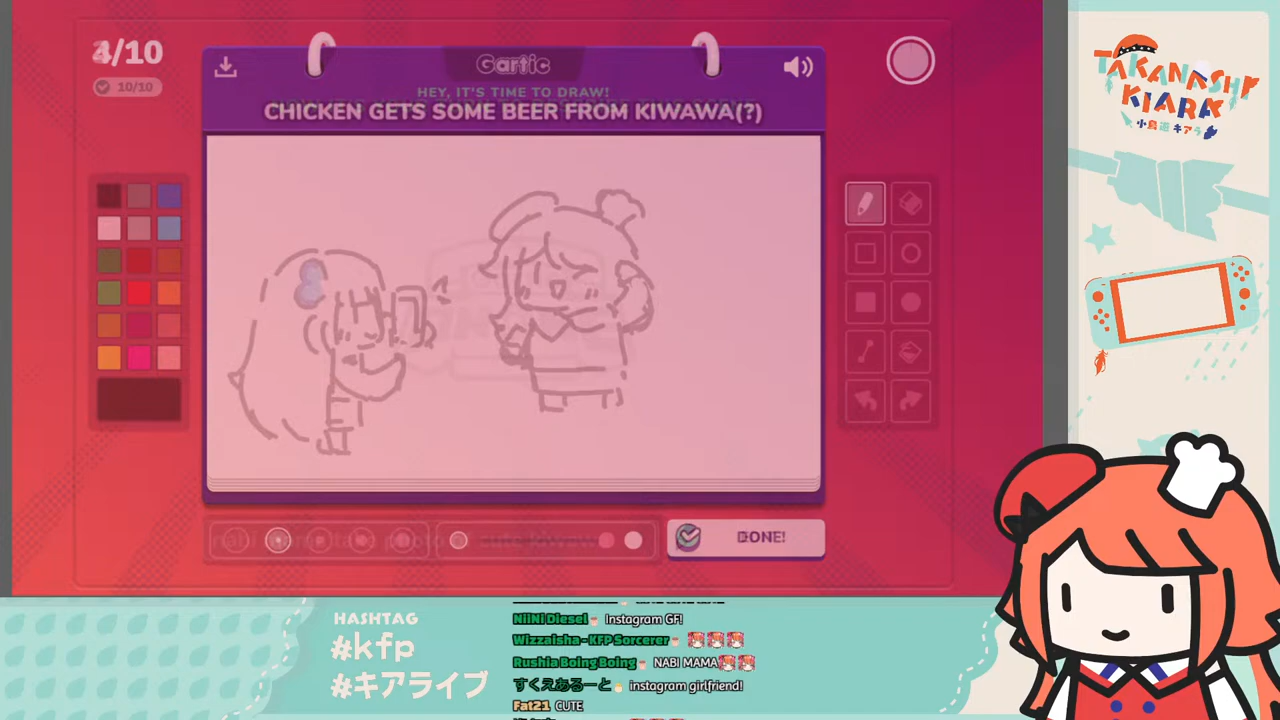 4/10
10/10
Gartic
HEY, IT'S TIME TO DRAW!
CHICKEN GETS SOME BEER FROM KIWAWA(?)
DONE!
TAKANASHI
KIARA
小鳥遊キアラ
HASHTAG
#kfp
#キアライブ
NiiNi Diesel Instagram GF!
Wizzaisha - KFP Sorcerer
Rushia Boing Boing NABI MAMA
すくえあるーと instagram girlfriend!
Fat21 CUTE